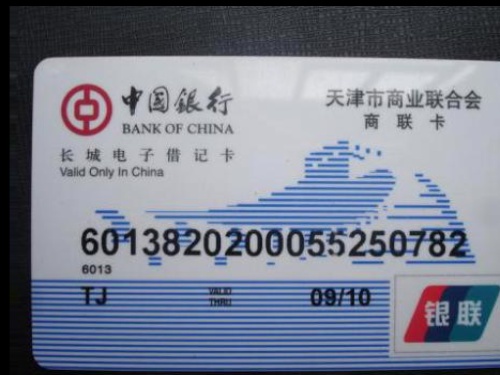 中国银行
BANK OF CHINA
天津市商业联合会
商联卡
长城电子借记卡
Valid Only In China
6013820200055250782
6013
TJ VALID THRU 09/10
银联